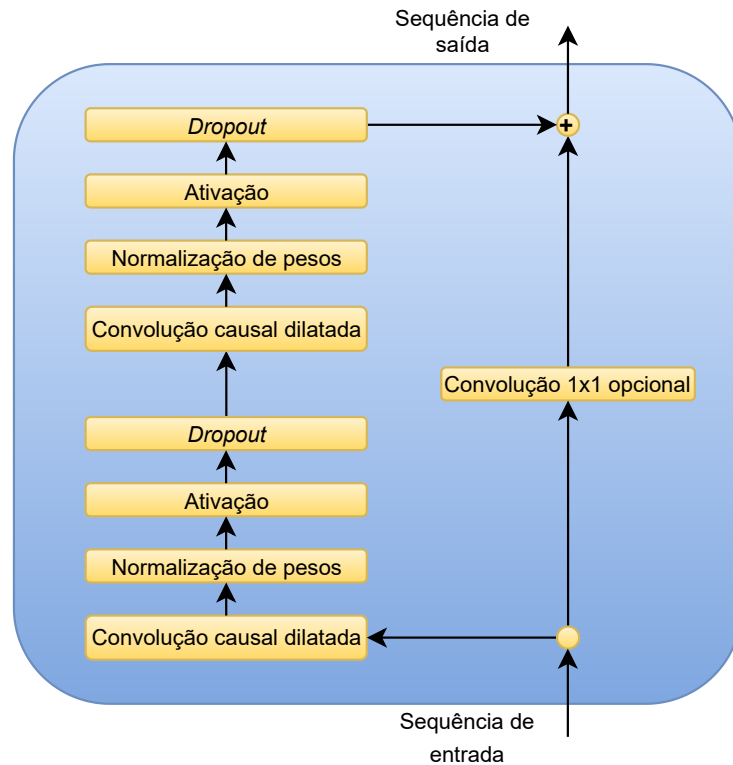 Sequência de
saída
Dropout
+
Ativação
Normalização de pesos
Convolução causal dilatada
Convolução 1x1 opcional
Dropout
Ativação
Normalização de pesos
Convolução causal dilatada
Sequência de
entrada